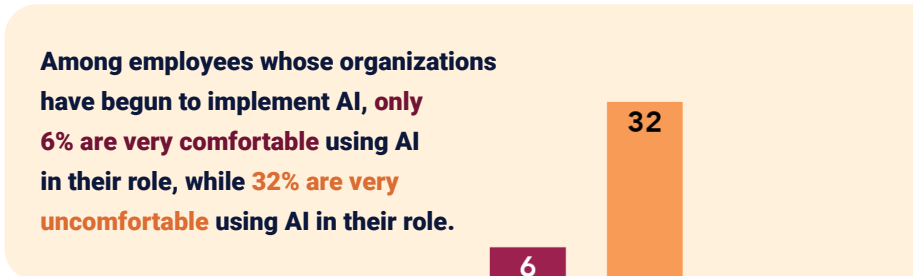 Among employees whose organizations
have begun to implement AI, only
6% are very comfortable using AI
in their role, while 32% are very
uncomfortable using AI in their role.
32
6